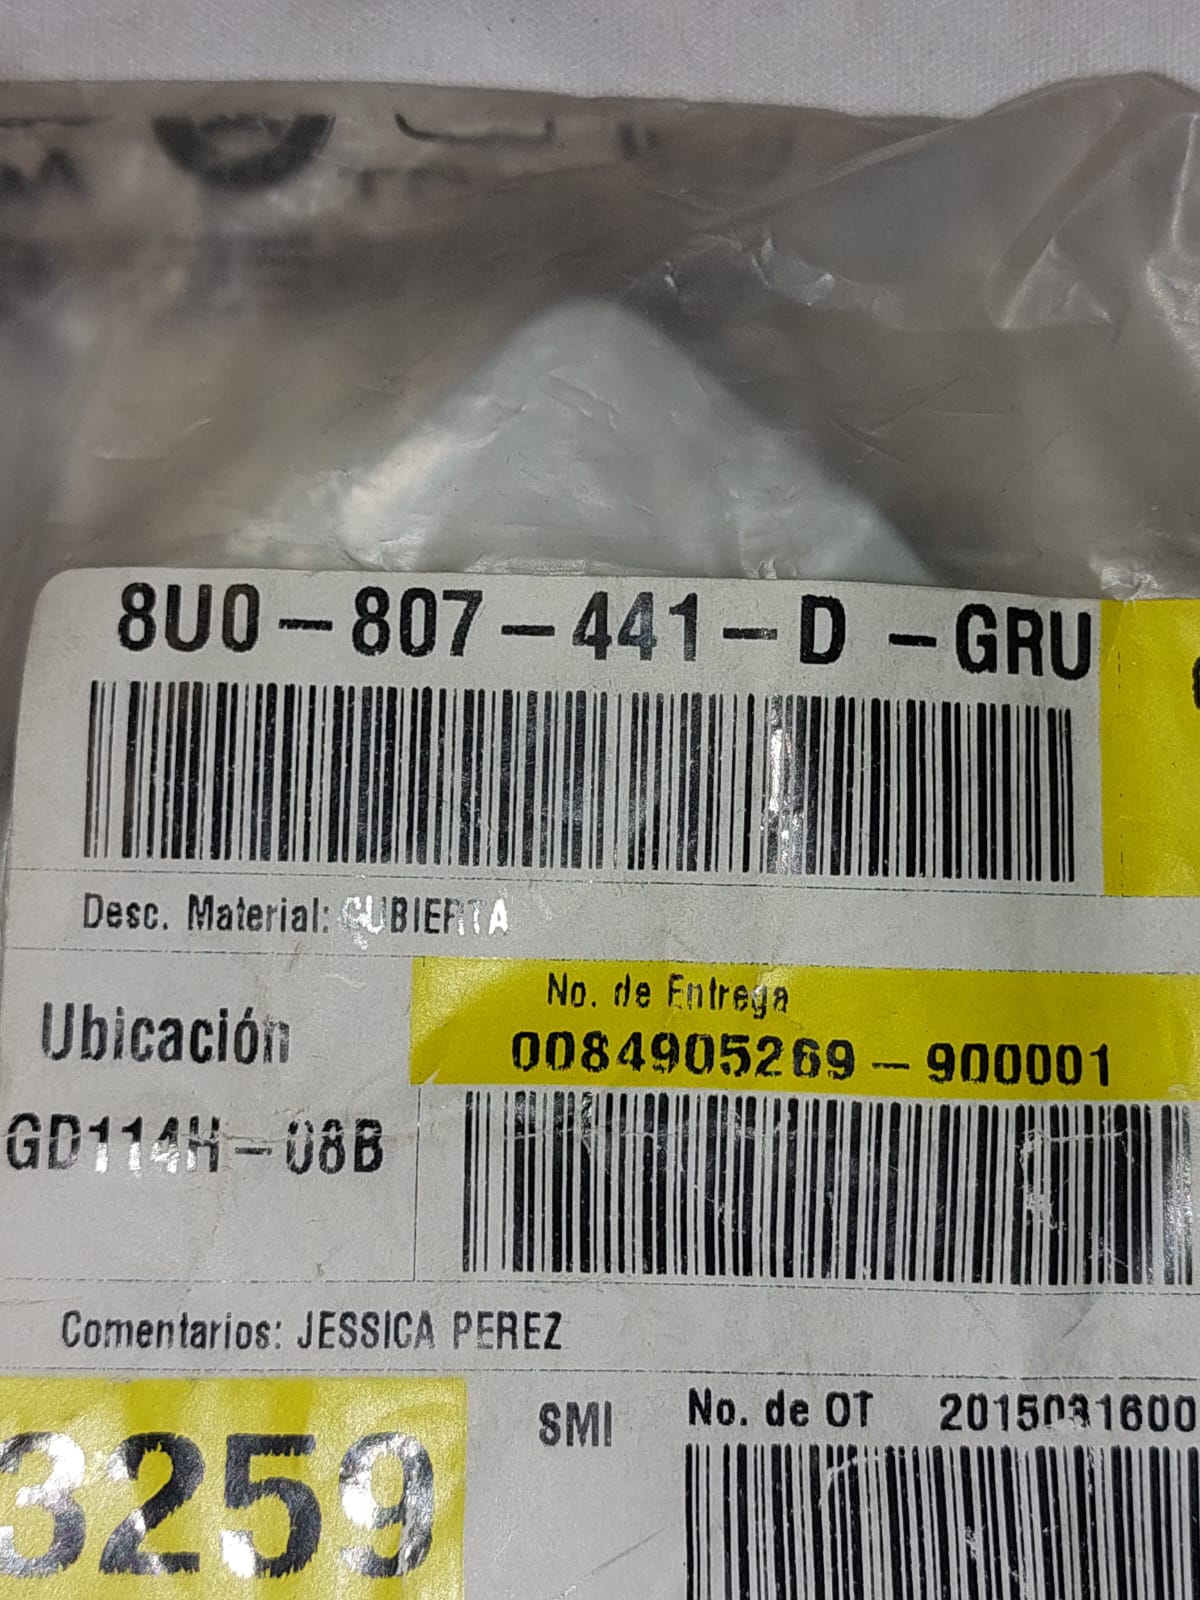 8U0-807-441-D -GRU
Desc. Material: CUBIERTA
No. de Entrega
Ubicación
0084905269-900001
GD114H-08B
Comentarios: JESSICA PEREZ
SMI
No. de OT 2015031600
3259